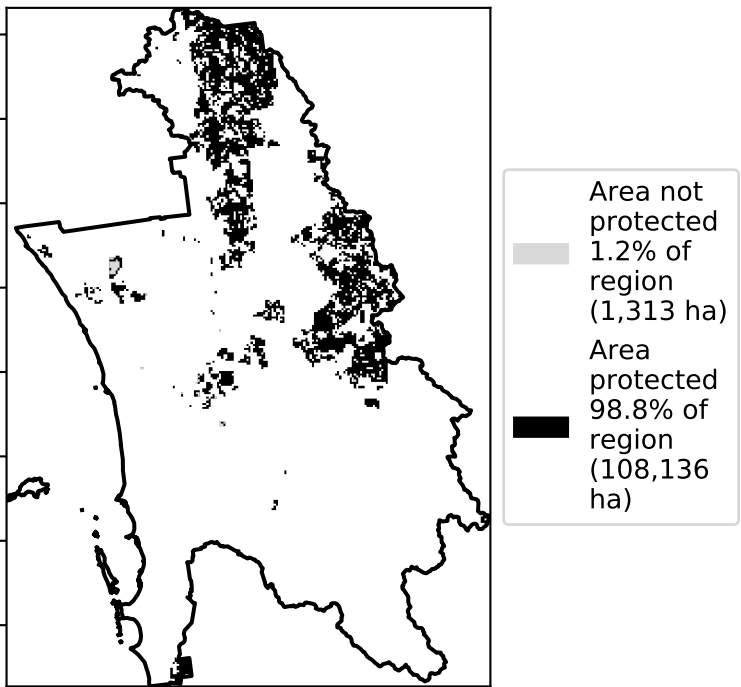 Area not
protected
1.2% of
region
(1,313 ha)
Area
protected
98.8% of
region
(108,136
ha)